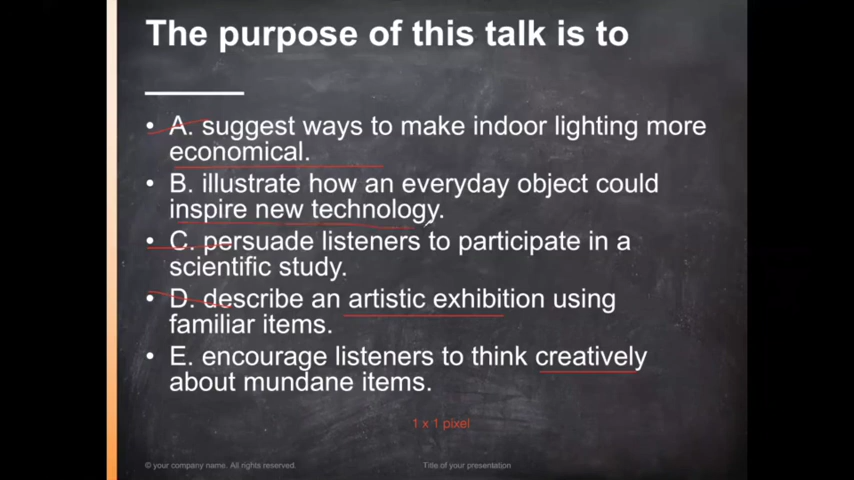 The purpose of this talk is to
______
• A. suggest ways to make indoor lighting more
economical.
• B. illustrate how an everyday object could
inspire new technology.
• C. persuade listeners to participate in a
scientific study.
• D. describe an artistic exhibition using
familiar items.
• E. encourage listeners to think creatively
about mundane items.
1 x 1 pixel
© your company name. All rights reserved. Title of your presentation